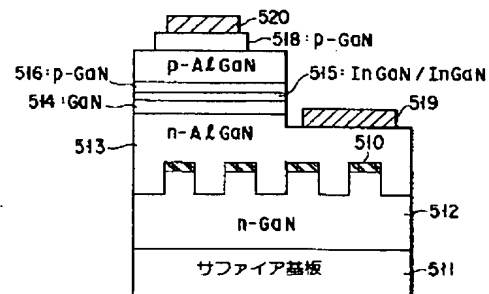 520
518:p-GaN
p-AlGaN
516:p-GaN
515:InGaN/InGaN
514:GaN
519
n-AlGaN
513
510
n-GaN
512
サファイア基板
511